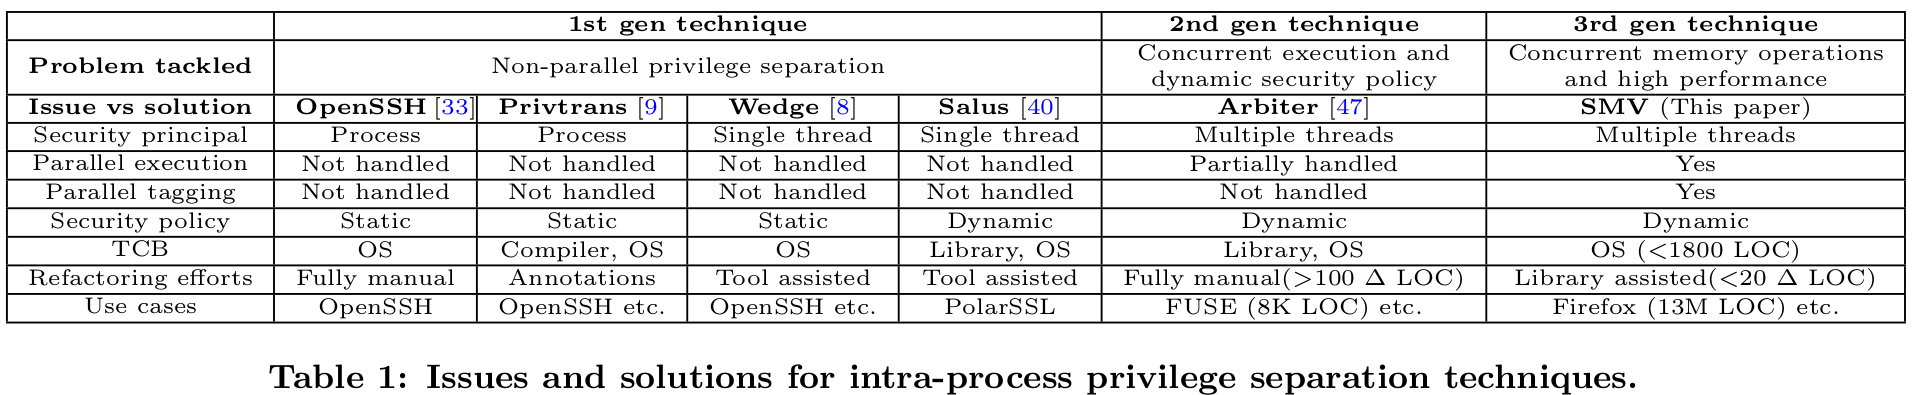 1st gen technique 2nd gen technique 3rd gen technique
Problem tackled Non-parallel privilege separation Concurrent execution and dynamic security policy Concurrent memory operations and high performance
Issue vs solution OpenSSH [33] Privtrans [9] Wedge [8] Salus [40] Arbiter [47] SMV (This paper)
Security principal Process Process Single thread Single thread Multiple threads Multiple threads
Parallel execution Not handled Not handled Not handled Not handled Partially handled Yes
Parallel tagging Not handled Not handled Not handled Not handled Not handled Yes
Security policy Static Static Static Dynamic Dynamic Dynamic
TCB OS Compiler, OS OS Library, OS Library, OS OS (<1800 LOC)
Refactoring efforts Fully manual Annotations Tool assisted Tool assisted Fully manual(>100 Δ LOC) Library assisted(<20 Δ LOC)
Use cases OpenSSH OpenSSH etc. OpenSSH etc. PolarSSL FUSE (8K LOC) etc. Firefox (13M LOC) etc.
Table 1: Issues and solutions for intra-process privilege separation techniques.